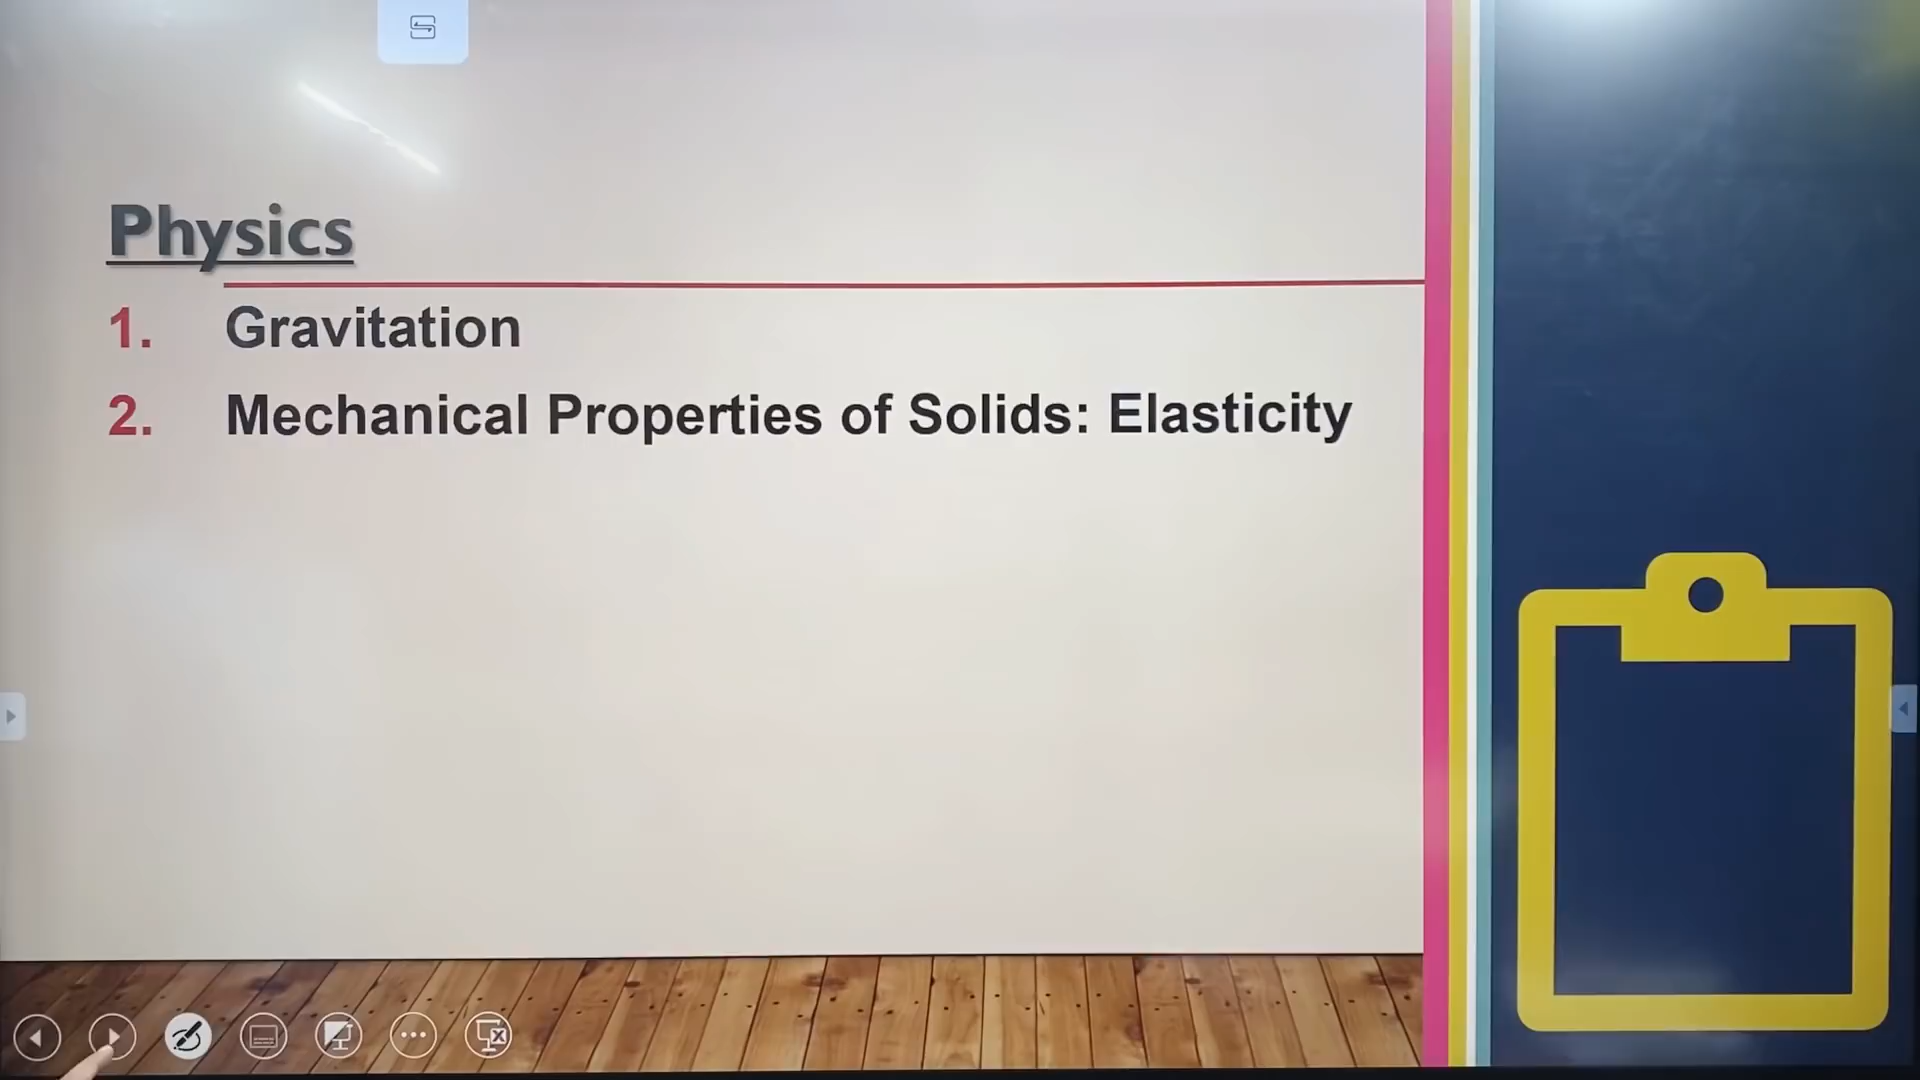 Physics
1. Gravitation
2. Mechanical Properties of Solids: Elasticity